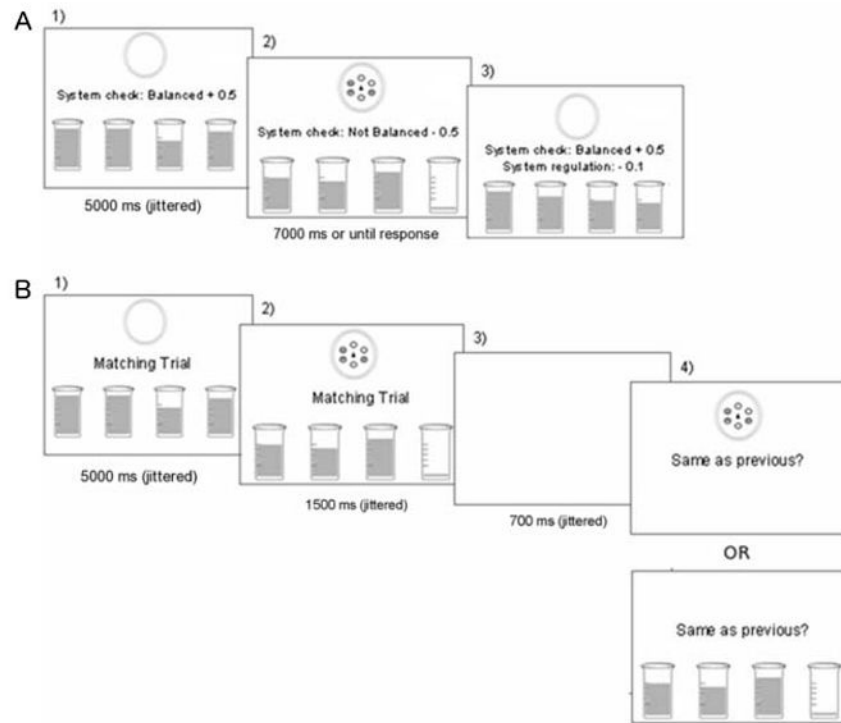 A
1)
System check: Balanced + 0.5
5000 ms (jittered)
2)
System check: Not Balanced - 0.5
7000 ms or until response
3)
System check: Balanced + 0.5
System regulation: - 0.1
B
1)
Matching Trial
5000 ms (jittered)
2)
Matching Trial
1500 ms (jittered)
3)
700 ms (jittered)
4)
Same as previous?
OR
Same as previous?